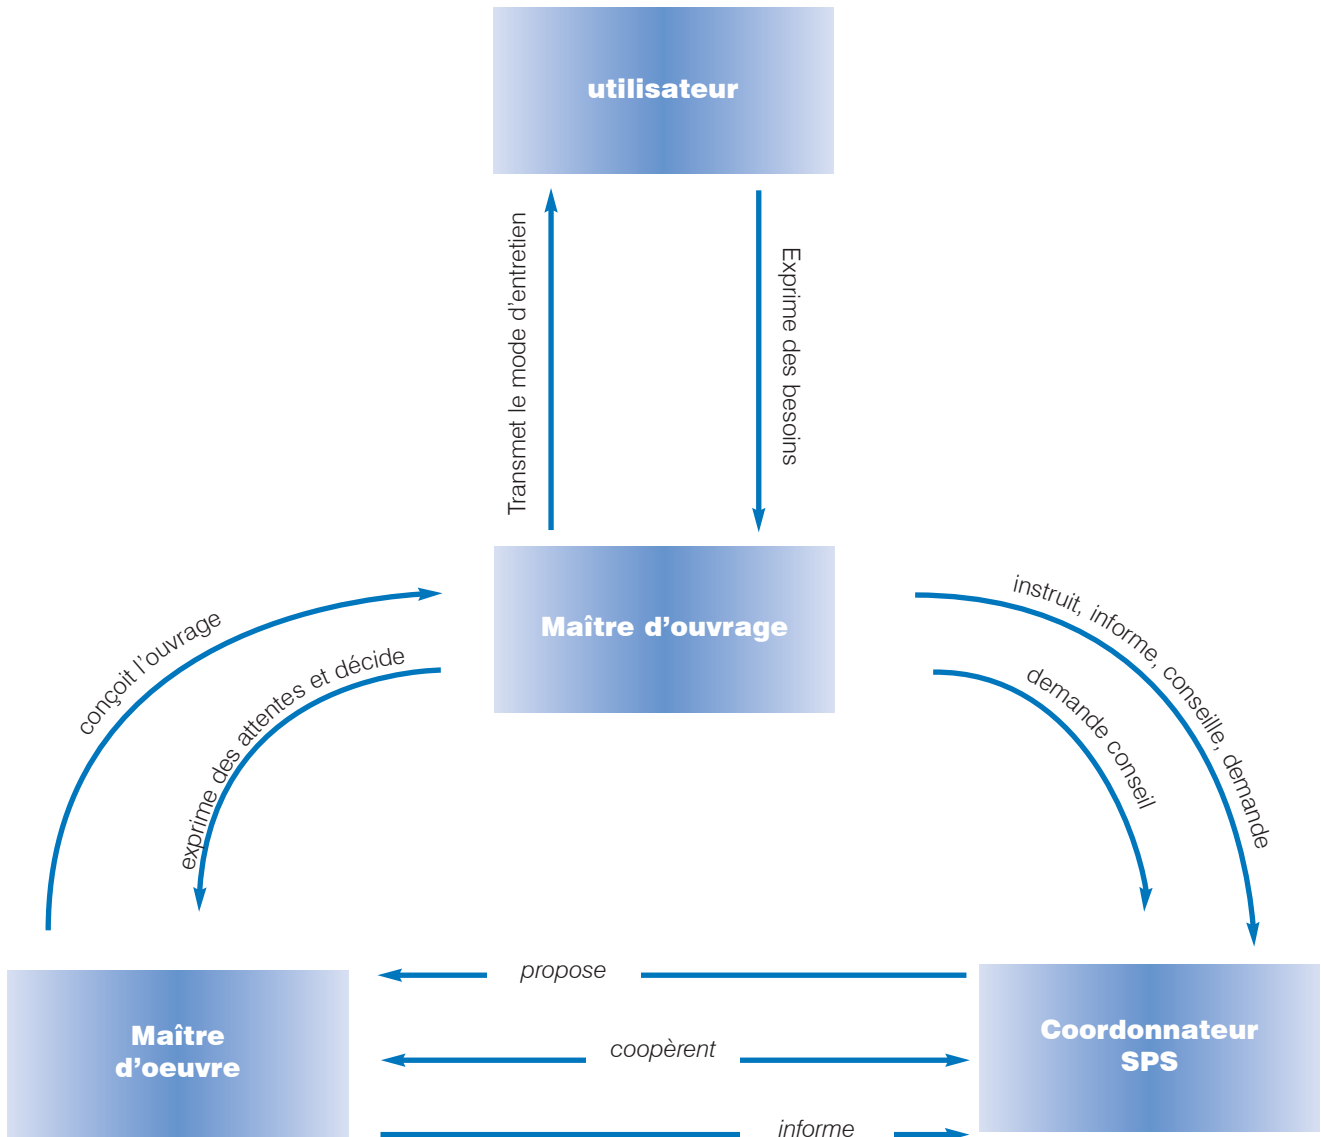 utilisateur
Transmet le mode d'entretien
Exprime des besoins
Maître d'ouvrage
conçoit l'ouvrage
exprime des attentes et décide
instruit, informe, conseille, demande
demande conseil
propose
Maître
d'oeuvre
coopèrent
Coordonnateur
SPS
informe